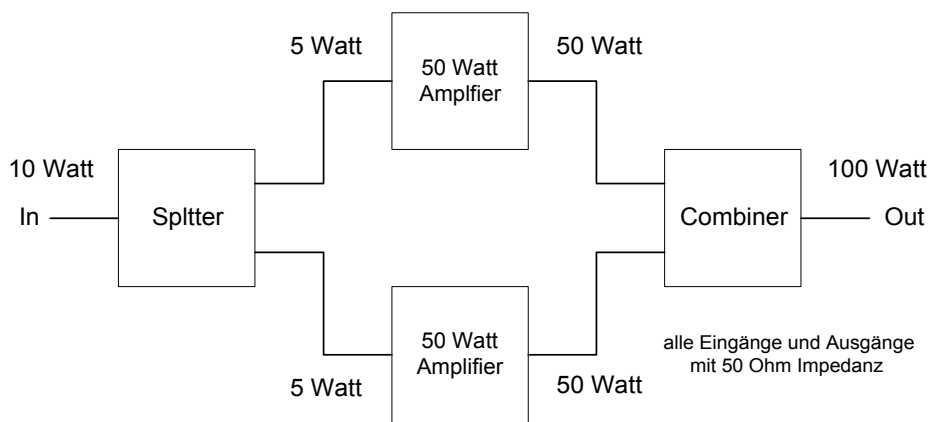 5 Watt
50 Watt
Amplfier
50 Watt
10 Watt
In
Spltter
Combiner
100 Watt
Out
5 Watt
50 Watt
Amplifier
50 Watt
alle Eingänge und Ausgänge
mit 50 Ohm Impedanz